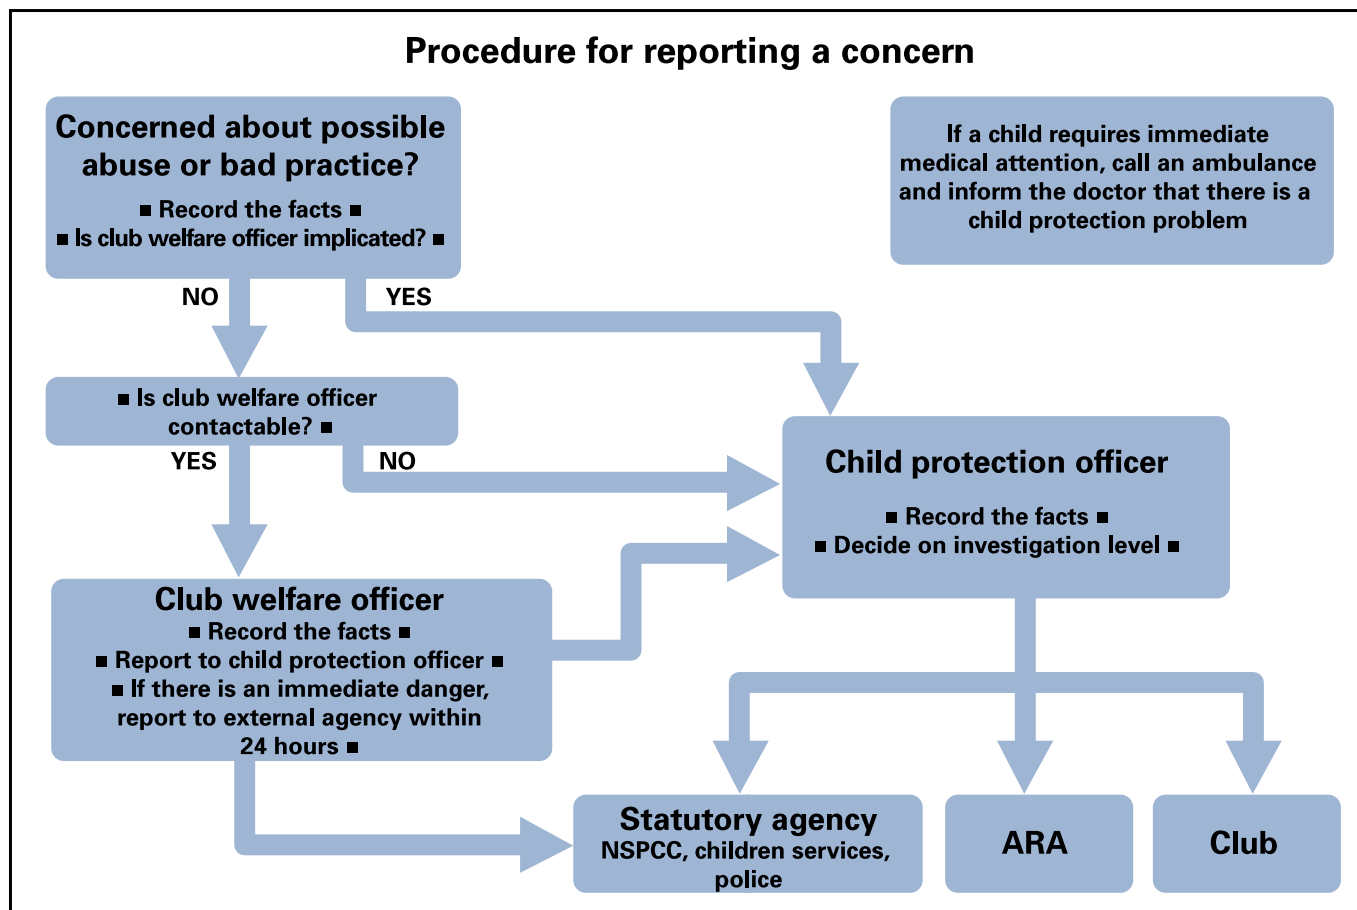 Procedure for reporting a concern
Concerned about possible
abuse or bad practice?
■ Record the facts ■
■ Is club welfare officer implicated? ■
If a child requires immediate
medical attention, call an ambulance
and inform the doctor that there is a
child protection problem
NO
YES
■ Is club welfare officer
contactable? ■
YES
NO
Child protection officer
■ Record the facts ■
■ Decide on investigation level ■
Club welfare officer
■ Record the facts ■
■ Report to child protection officer ■
■ If there is an immediate danger,
report to external agency within
24 hours ■
Statutory agency
NSPCC, children services,
police
ARA
Club